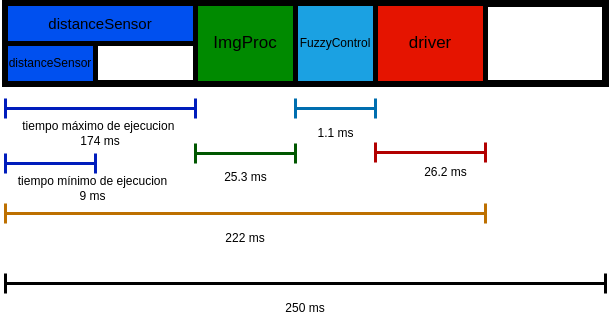 distanceSensor
ImgProc
FuzzyControl
driver
distanceSensor
tiempo máximo de ejecucion
174 ms
1.1 ms
tiempo mínimo de ejecucion
9 ms
25.3 ms
26.2 ms
222 ms
250 ms